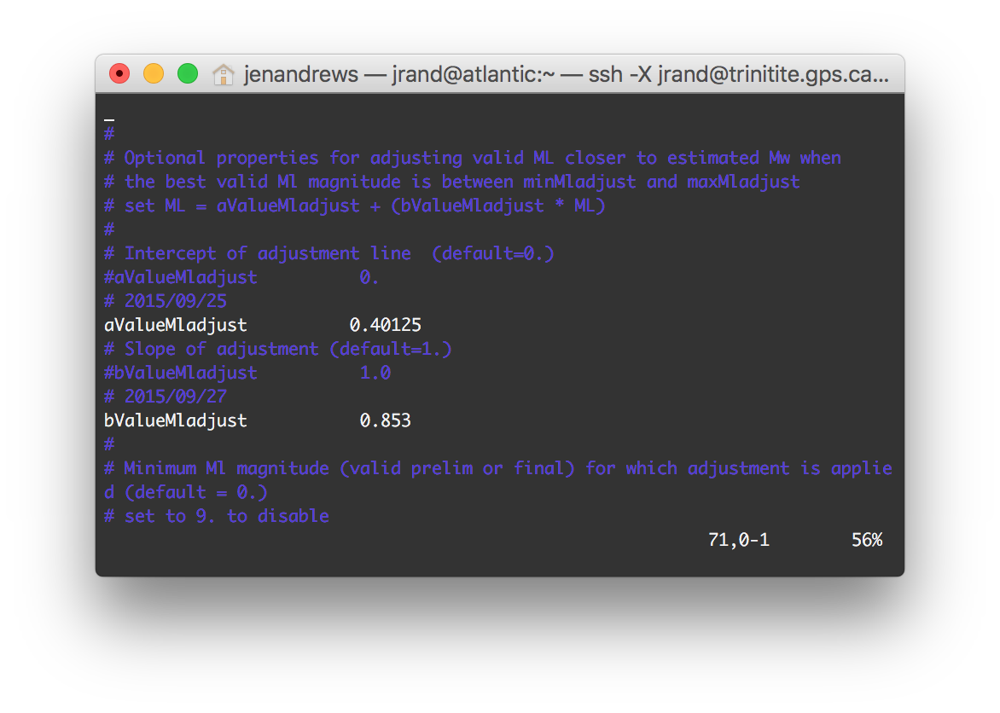 jenandrews — jrand@atlantic:~ — ssh -X jrand@trinitite.gps.ca...
#
# Optional properties for adjusting valid ML closer to estimated Mw when
# the best valid Ml magnitude is between minMladjust and maxMladjust
# set ML = aValueMladjust + (bValueMladjust * ML)
#
# Intercept of adjustment line  (default=0.)
#aValueMladjust          0.
# 2015/09/25
aValueMladjust          0.40125
# Slope of adjustment (default=1.)
#bValueMladjust          1.0
# 2015/09/27
bValueMladjust           0.853
#
# Minimum Ml magnitude (valid prelim or final) for which adjustment is applie
d (default = 0.)
# set to 9. to disable
71,0-1        56%